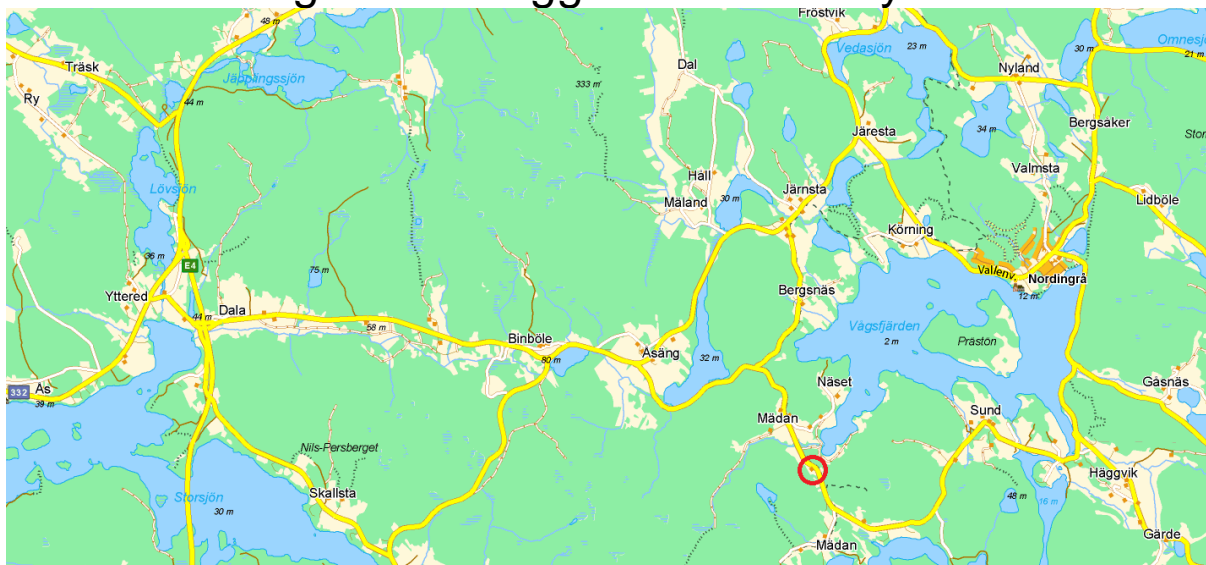 Fröstvik
48 m
Vedasjön
23 m
30 m
Omnesjön
21 m
Träsk
Jäpplingssjön
333 m
Dal
Nyland
Ry
44 m
Bergsåker
34 m
Järesta
Stor
Lövsjön
Håll
Valmsta
Måland
30 m
Järnsta
Lidböle
Körning
36 m
E4
75 m
Vallenv.
Nordingrå
12 m
Yttered
Bergsnäs
44 m
Dala
58 m
Vågsfjärden
2 m
Prästön
Binböle
80 m
Åsäng
32 m
332
Ås
39 m
Näset
Gåsnäs
Mädan
Sund
Nils-Persberget
Häggvik
Storsjön
30 m
Skallsta
48 m
16 m
Mädan
Gärde